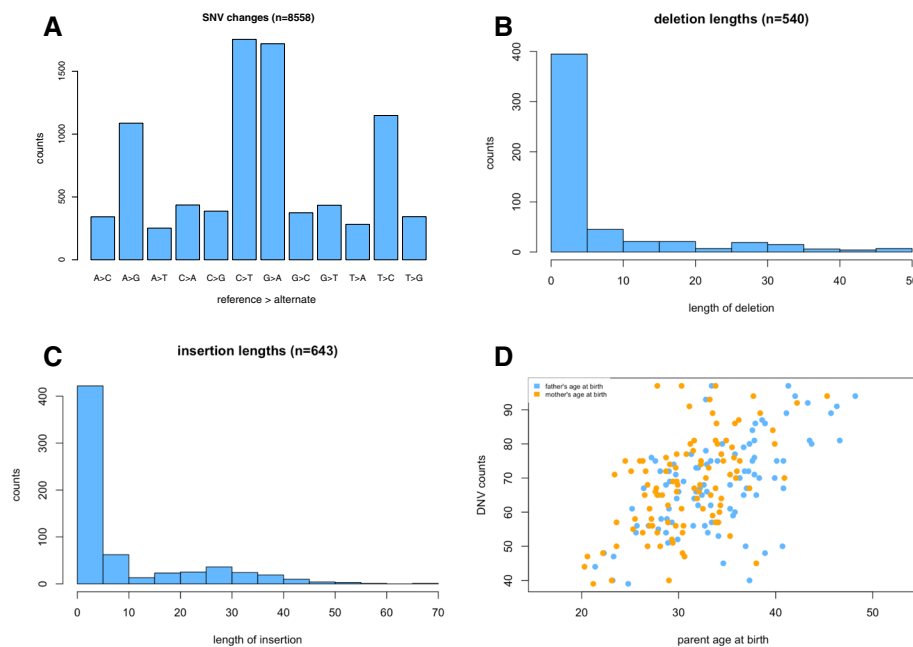 A
SNV changes (n=8558)
counts
1500
1000
500
0
A>C A>G A>T C>A C>G C>T G>A G>C G>T T>A T>C T>G
reference > alternate
B
deletion lengths (n=540)
counts
400
300
200
100
0
0 10 20 30 40 50
length of deletion
C
insertion lengths (n=643)
counts
400
300
200
100
0
0 10 20 30 40 50 60 70
length of insertion
D
father's age at birth
mother's age at birth
DNV counts
90
80
70
60
50
40
20 30 40 50
parent age at birth